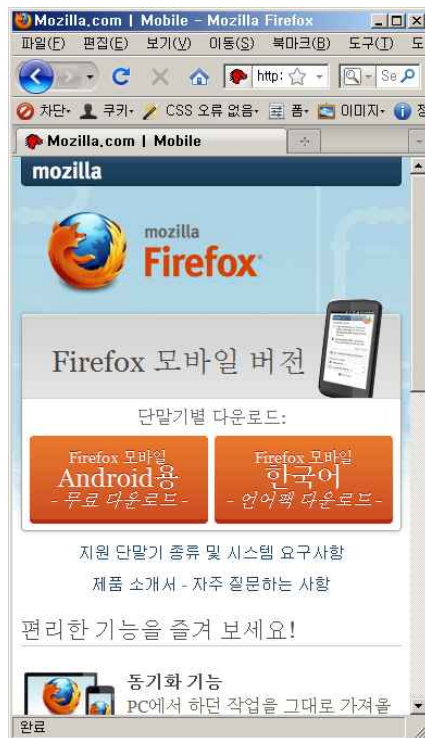 Mozilla.com | Mobile - Mozilla Firefox
파일(F) 편집(E) 보기(V) 이동(S) 북마크(B) 도구(T)
http:
차단 쿠키 CSS 오류 없음 폼 이미지
Mozilla.com | Mobile
mozilla
mozilla
Firefox
Firefox 모바일 버전
단말기별 다운로드:
Firefox 모바일
Android용
- 무료 다운로드 -
Firefox 모바일
한국어
- 언어팩 다운로드 -
지원 단말기 종류 및 시스템 요구사항
제품 소개서 - 자주 질문하는 사항
편리한 기능을 즐겨 보세요!
동기화 기능
PC에서 하던 작업을 그대로 가져올
완료